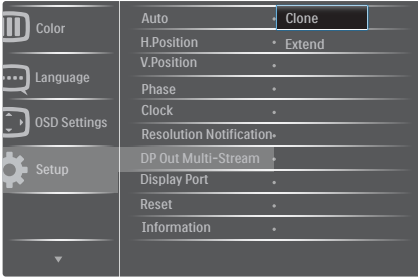 Color
Language
OSD Settings
Setup
Auto
H.Position
V.Position
Phase
Clock
Resolution Notification
DP Out Multi-Stream
Display Port
Reset
Information
Clone
Extend